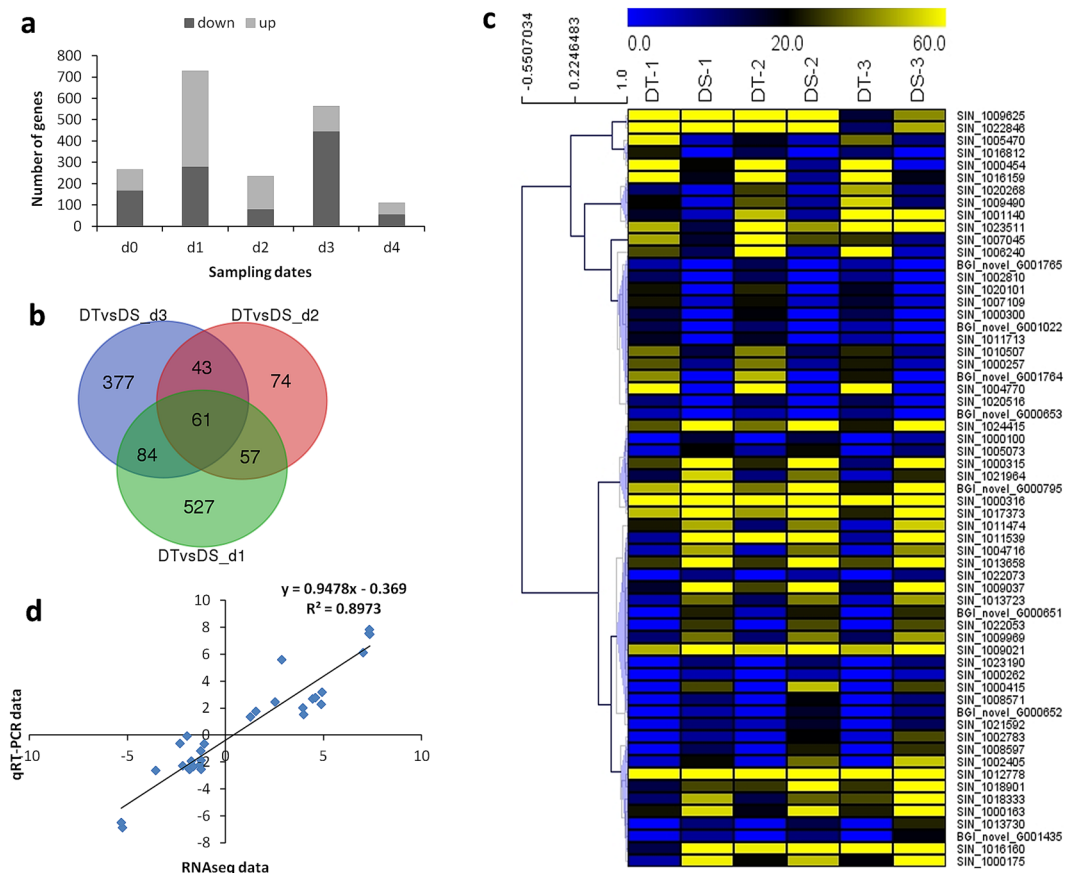 a
down up
800
700
600
500
400
300
200
100
0
Number of genes
d0 d1 d2 d3 d4
Sampling dates
b
DTvsDS_d3 DTvsDS_d2
377 43 74
61
84 57
527
DTvsDS_d1
d
y = 0.9478x - 0.369
R² = 0.8973
10
8
6
4
2
0
-2
-4
-6
-8
-10 -5 0 5 10
qRT-PCR data
RNAseq data
c
0.0 20.0 60.0
-0.5507034
0.2246483
1.0
DT-1 DS-1 DT-2 DS-2 DT-3 DS-3
SIN_1009625
SIN_1022846
SIN_1005470
SIN_1016812
SIN_1000454
SIN_1016159
SIN_1020268
SIN_1009490
SIN_1001140
SIN_1023511
SIN_1007045
SIN_1006240
BGI_novel_G001765
SIN_1002810
SIN_1020101
SIN_1007109
SIN_1000300
BGI_novel_G001022
SIN_1011713
SIN_1010507
SIN_1000257
BGI_novel_G001764
SIN_1004770
SIN_1020516
BGI_novel_G000653
SIN_1024415
SIN_1000100
SIN_1005073
SIN_1000315
SIN_1021964
BGI_novel_G000795
SIN_1000316
SIN_1017373
SIN_1011474
SIN_1011539
SIN_1004716
SIN_1013658
SIN_1022073
SIN_1009037
SIN_1013723
BGI_novel_G000651
SIN_1022053
SIN_1009969
SIN_1009021
SIN_1023190
SIN_1000262
SIN_1000415
SIN_1008571
BGI_novel_G000652
SIN_1021592
SIN_1002783
SIN_1008597
SIN_1002405
SIN_1012778
SIN_1018901
SIN_1018333
SIN_1000163
SIN_1013730
BGI_novel_G001435
SIN_1016160
SIN_1000175